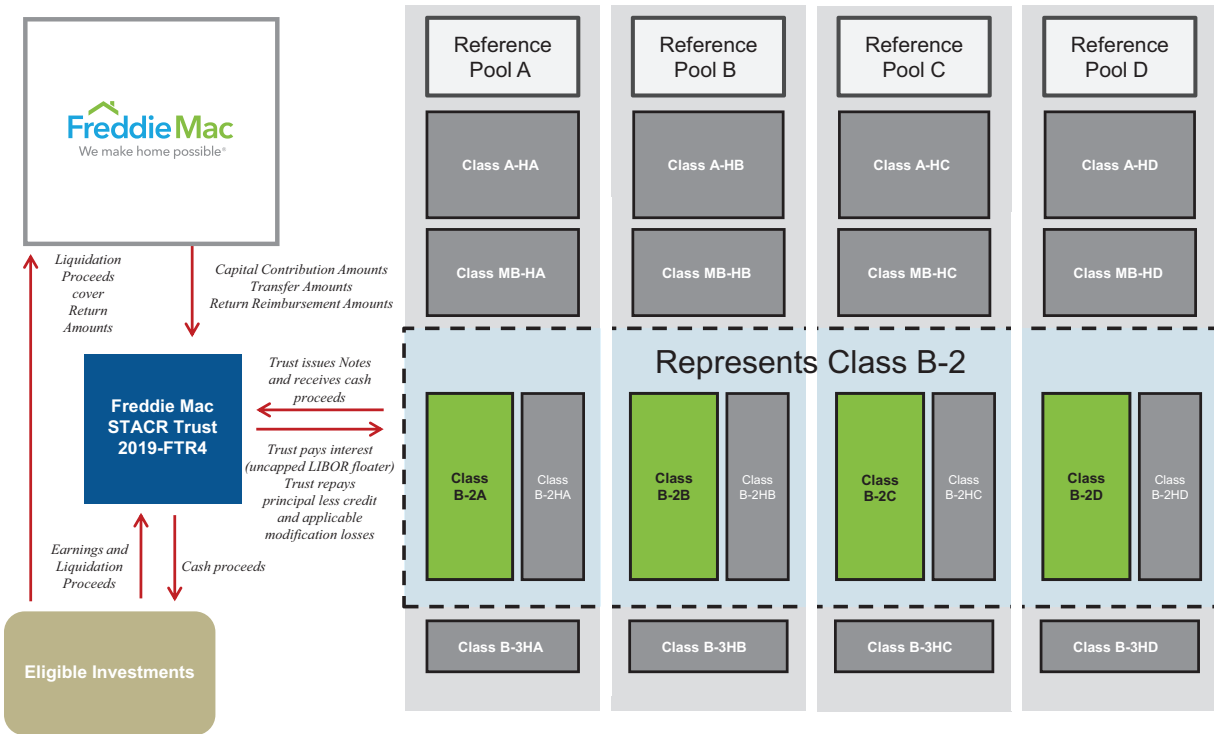 FreddieMac
We make home possible®
Liquidation
Proceeds
cover
Return
Amounts
Capital Contribution Amounts
Transfer Amounts
Return Reimbursement Amounts
Freddie Mac
STACR Trust
2019-FTR4
Trust issues Notes
and receives cash
proceeds
Trust pays interest
(uncapped LIBOR floater)
Trust repays
principal less credit
and applicable
modification losses
Earnings and
Liquidation
Proceeds
Cash proceeds
Eligible Investments
Reference
Pool A
Reference
Pool B
Reference
Pool C
Reference
Pool D
Class A-HA
Class A-HB
Class A-HC
Class A-HD
Class MB-HA
Class MB-HB
Class MB-HC
Class MB-HD
Represents Class B-2
Class
B-2A
Class
B-2HA
Class
B-2B
Class
B-2HB
Class
B-2C
Class
B-2HC
Class
B-2D
Class
B-2HD
Class B-3HA
Class B-3HB
Class B-3HC
Class B-3HD